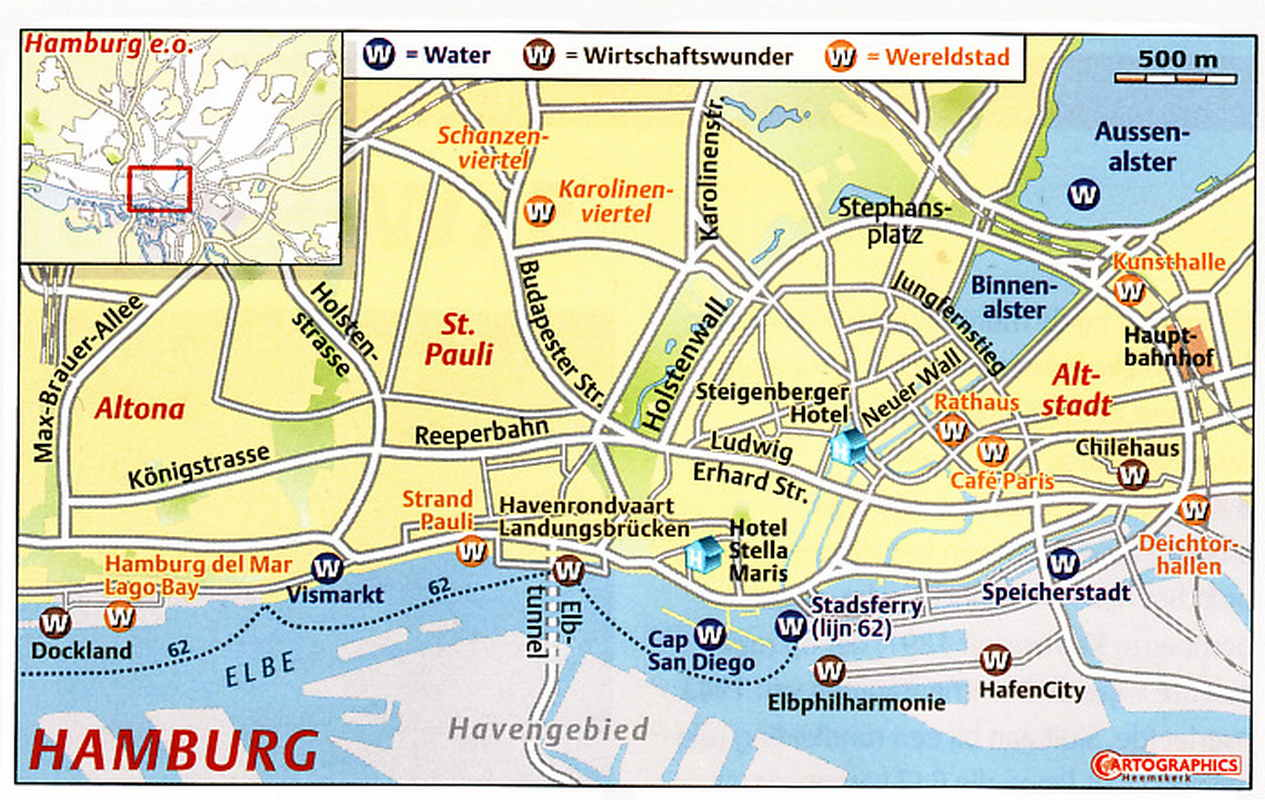 Hamburg e.o.
W = Water
W = Wirtschaftswunder
W = Wereldstad
500 m
Aussen-
alster
W
Schanzen-
viertel
W
Karolinen-
viertel
Karolinenstr.
Stephans-
platz
Kunsthalle
W
Binnen-
alster
Jungfernstieg
Haupt-
bahnhof
Holsten-
strasse
Budapester Str.
St.
Pauli
Holstenwall
Max-Brauer-Allee
Altona
Steigenberger
Hotel
Neuer Wall
Alt-
stadt
Rathaus
W
W
Café Paris
Chilehaus
W
Reeperbahn
Königstrasse
Ludwig
Erhard Str.
Strand
Pauli
W
Havenrondvaart
Landungsbrücken
W
H
Hotel
Stella
Maris
W
Deichtor-
hallen
Hamburg del Mar
Lago Bay
W
W
Vismarkt
W
Speicherstadt
62
W
Dockland
62
ELBE
Elb-
tunnel
Cap W
San Diego
W
Stadsferry
(lijn 62)
W
Elbphilharmonie
W
HafenCity
Havengebied
HAMBURG
CARTOGRAPHICS
Heemskerk